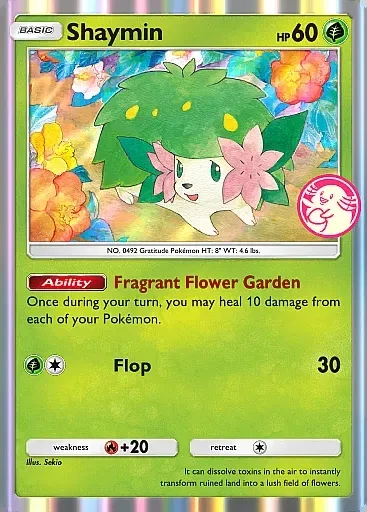 BASIC Shaymin HP 60
NO. 0492 Gratitude Pokémon HT: 8" WT: 4.6 lbs.
Ability Fragrant Flower Garden
Once during your turn, you may heal 10 damage from
each of your Pokémon.
Flop 30
weakness +20 retreat
Illus. Sekio
It can dissolve toxins in the air to instantly
transform ruined land into a lush field of flowers.